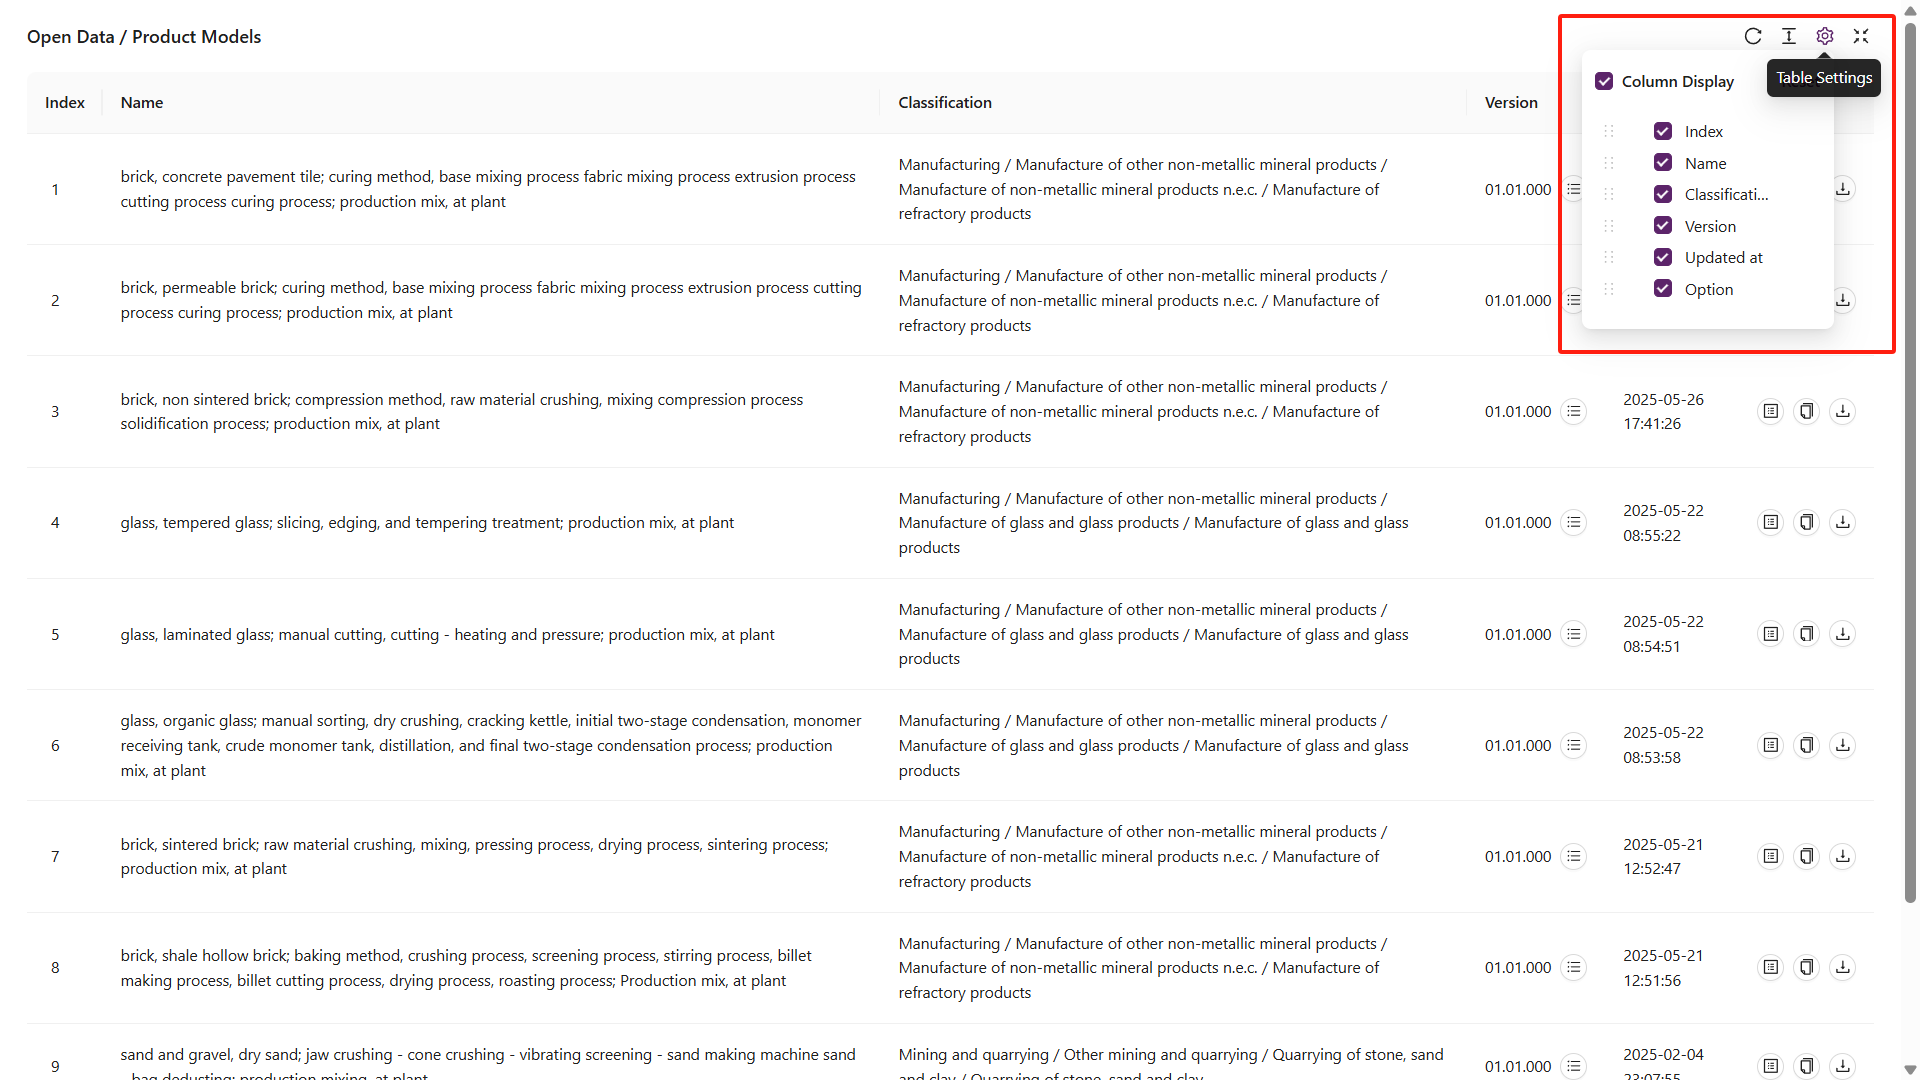 Open Data / Product Models
Table Settings
Column Display
Index
Name
Classificati...
Version
Updated at
Option
Index
Name
Classification
Version
1
brick, concrete pavement tile; curing method, base mixing process fabric mixing process extrusion process
cutting process curing process; production mix, at plant
Manufacturing / Manufacture of other non-metallic mineral products /
Manufacture of non-metallic mineral products n.e.c. / Manufacture of
refractory products
01.01.000
2
brick, permeable brick; curing method, base mixing process fabric mixing process extrusion process cutting
process curing process; production mix, at plant
Manufacturing / Manufacture of other non-metallic mineral products /
Manufacture of non-metallic mineral products n.e.c. / Manufacture of
refractory products
01.01.000
3
brick, non sintered brick; compression method, raw material crushing, mixing compression process
solidification process; production mix, at plant
Manufacturing / Manufacture of other non-metallic mineral products /
Manufacture of non-metallic mineral products n.e.c. / Manufacture of
refractory products
01.01.000
2025-05-26
17:41:26
4
glass, tempered glass; slicing, edging, and tempering treatment; production mix, at plant
Manufacturing / Manufacture of other non-metallic mineral products /
Manufacture of glass and glass products / Manufacture of glass and glass
products
01.01.000
2025-05-22
08:55:22
5
glass, laminated glass; manual cutting, cutting - heating and pressure; production mix, at plant
Manufacturing / Manufacture of other non-metallic mineral products /
Manufacture of glass and glass products / Manufacture of glass and glass
products
01.01.000
2025-05-22
08:54:51
6
glass, organic glass; manual sorting, dry crushing, cracking kettle, initial two-stage condensation, monomer
receiving tank, crude monomer tank, distillation, and final two-stage condensation process; production
mix, at plant
Manufacturing / Manufacture of other non-metallic mineral products /
Manufacture of glass and glass products / Manufacture of glass and glass
products
01.01.000
2025-05-22
08:53:58
7
brick, sintered brick; raw material crushing, mixing, pressing process, drying process, sintering process;
production mix, at plant
Manufacturing / Manufacture of other non-metallic mineral products /
Manufacture of non-metallic mineral products n.e.c. / Manufacture of
refractory products
01.01.000
2025-05-21
12:52:47
8
brick, shale hollow brick; baking method, crushing process, screening process, stirring process, billet
making process, billet cutting process, drying process, roasting process; Production mix, at plant
Manufacturing / Manufacture of other non-metallic mineral products /
Manufacture of non-metallic mineral products n.e.c. / Manufacture of
refractory products
01.01.000
2025-05-21
12:51:56
9
sand and gravel, dry sand; jaw crushing - cone crushing - vibrating screening - sand making machine sand
- bag dedusting; production mixing, at plant
Mining and quarrying / Other mining and quarrying / Quarrying of stone, sand
and clay / Quarrying of stone, sand and clay
01.01.000
2025-02-04
23:07:55